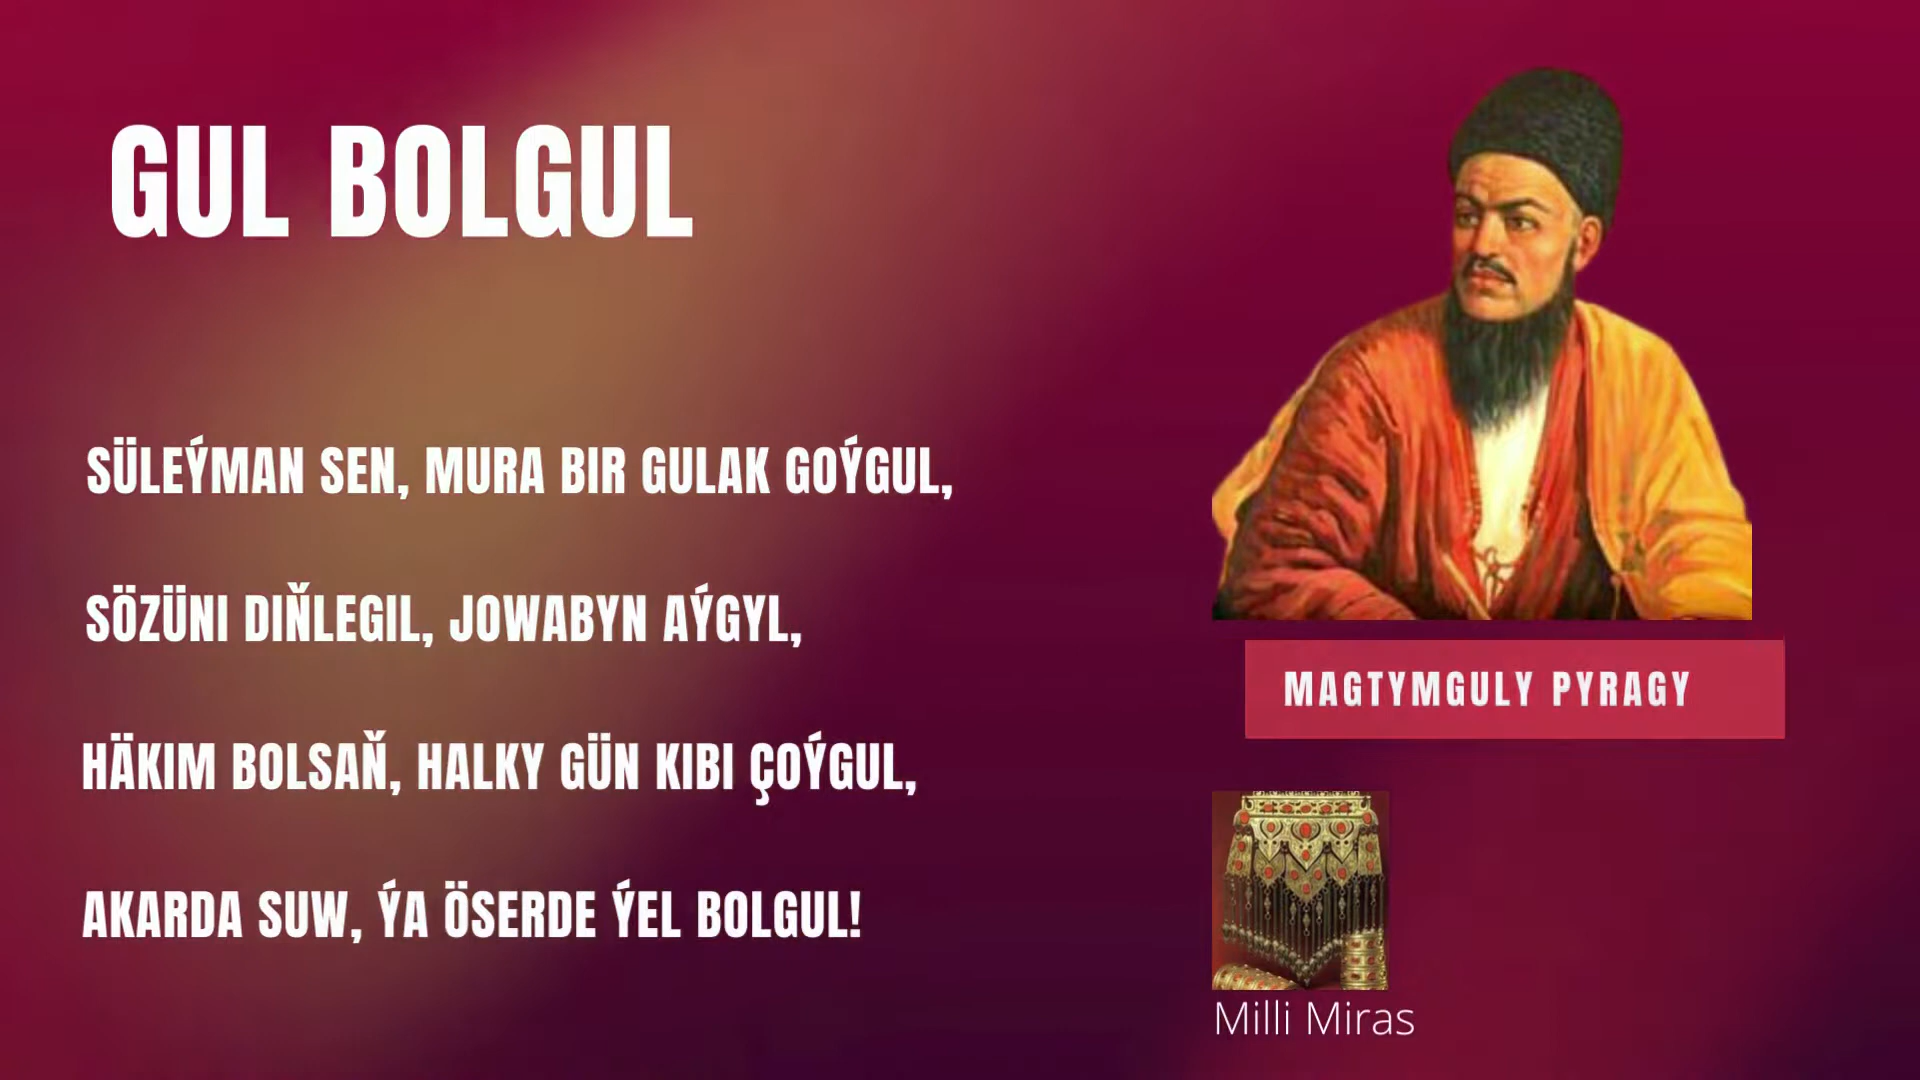 GUL BOLGUL
SÜLEÝMAN SEN, MURA BIR GULAK GOÝGUL,
SÖZÜNI DIŇLEGIL, JOWABYN AÝGYL,
HÄKIM BOLSAŇ, HALKY GÜN KIBI ÇOÝGUL,
AKARDA SUW, ÝA ÖSERDE ÝEL BOLGUL!
MAGTYMGULY PYRAGY
Milli Miras